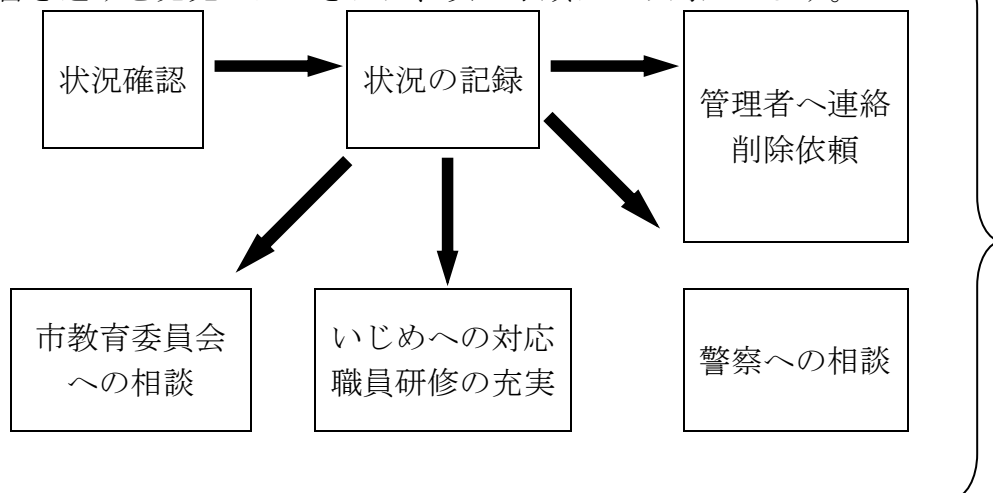 状況確認
状況の記録
管理者へ連絡
削除依頼
市教育委員会
への相談
いじめへの対応
職員研修の充実
警察への相談